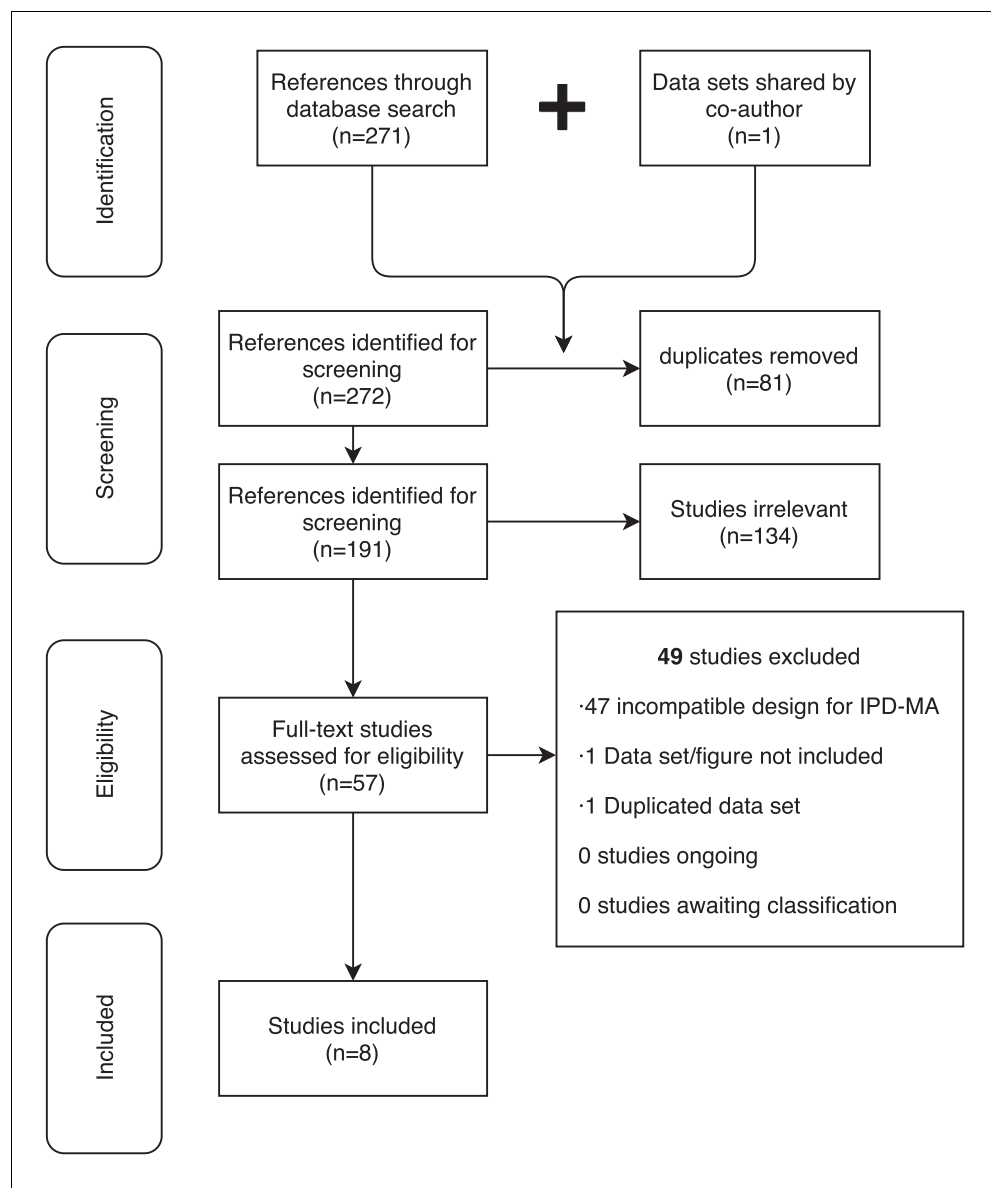 Identification
References through
database search
(n=271)
Data sets shared by
co-author
(n=1)
Screening
References identified for
screening
(n=272)
duplicates removed
(n=81)
References identified for
screening
(n=191)
Studies irrelevant
(n=134)
Eligibility
Full-text studies
assessed for eligibility
(n=57)
49 studies excluded
·47 incompatible design for IPD-MA
·1 Data set/figure not included
·1 Duplicated data set
0 studies ongoing
0 studies awaiting classification
Included
Studies included
(n=8)